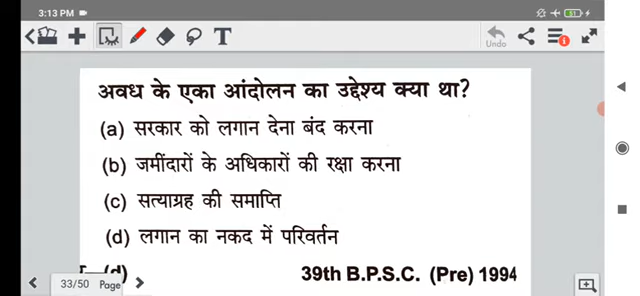 3:13 PM
51
T
Undo
अवध के एका आंदोलन का उद्देश्य क्या था?
(a) सरकार को लगान देना बंद करना
(b) जमींदारों के अधिकारों की रक्षा करना
(c) सत्याग्रह की समाप्ति
(d) लगान का नकद में परिवर्तन
(d)
39th B.P.S.C. (Pre) 1994
33/50 Page